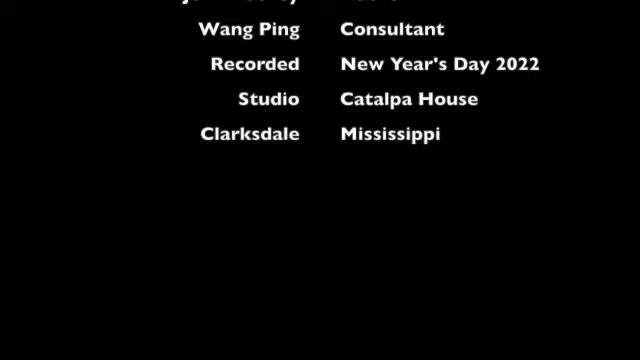 Wang Ping Consultant
Recorded New Year's Day 2022
Studio Catalpa House
Clarksdale Mississippi